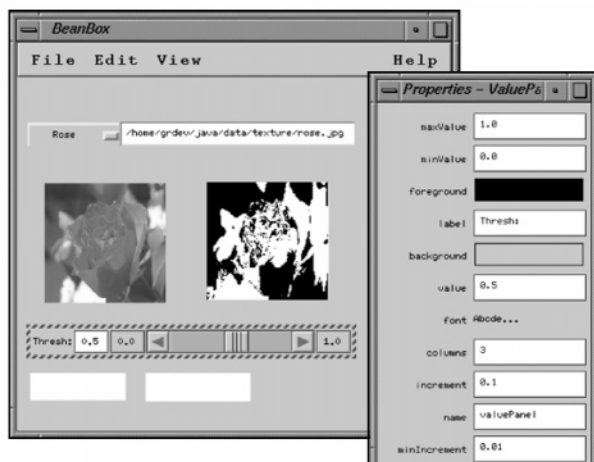 BeanBox
File Edit View Help
Rose /home/grdev/java/data/texture/rose.jpg
Thresh: 0.5 0.0 1.0
Properties - ValuePa
maxValue 1.0
minValue 0.0
foreground
label Thresh:
background
value 0.5
font Abcde...
columns 3
increment 0.1
name valuePanel
minIncrement 0.01